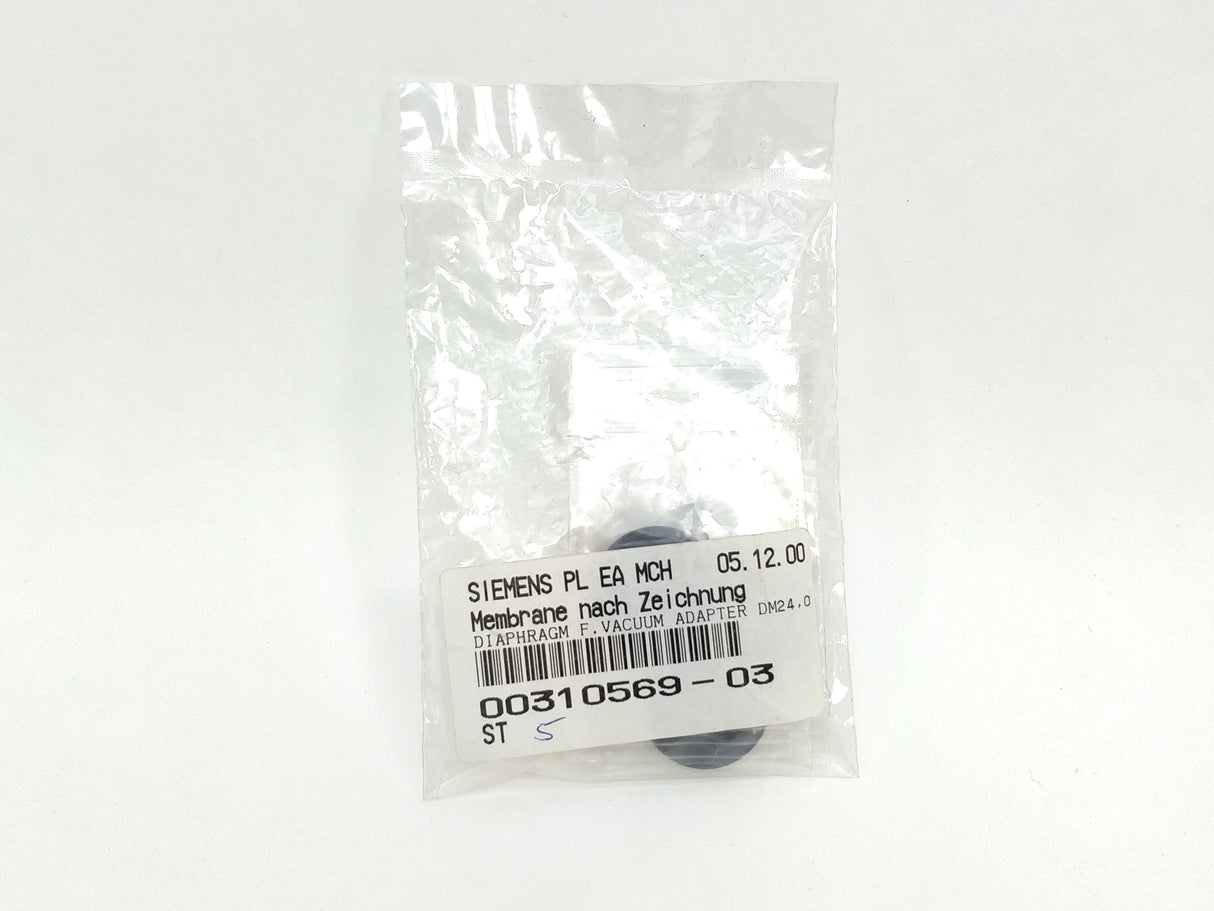 SIEMENS PL EA MCH 05.12.00
Membrane nach Zeichnung
DIAPHRAGM F.VACUUM ADAPTER DM24,0
00310569-03
ST 5